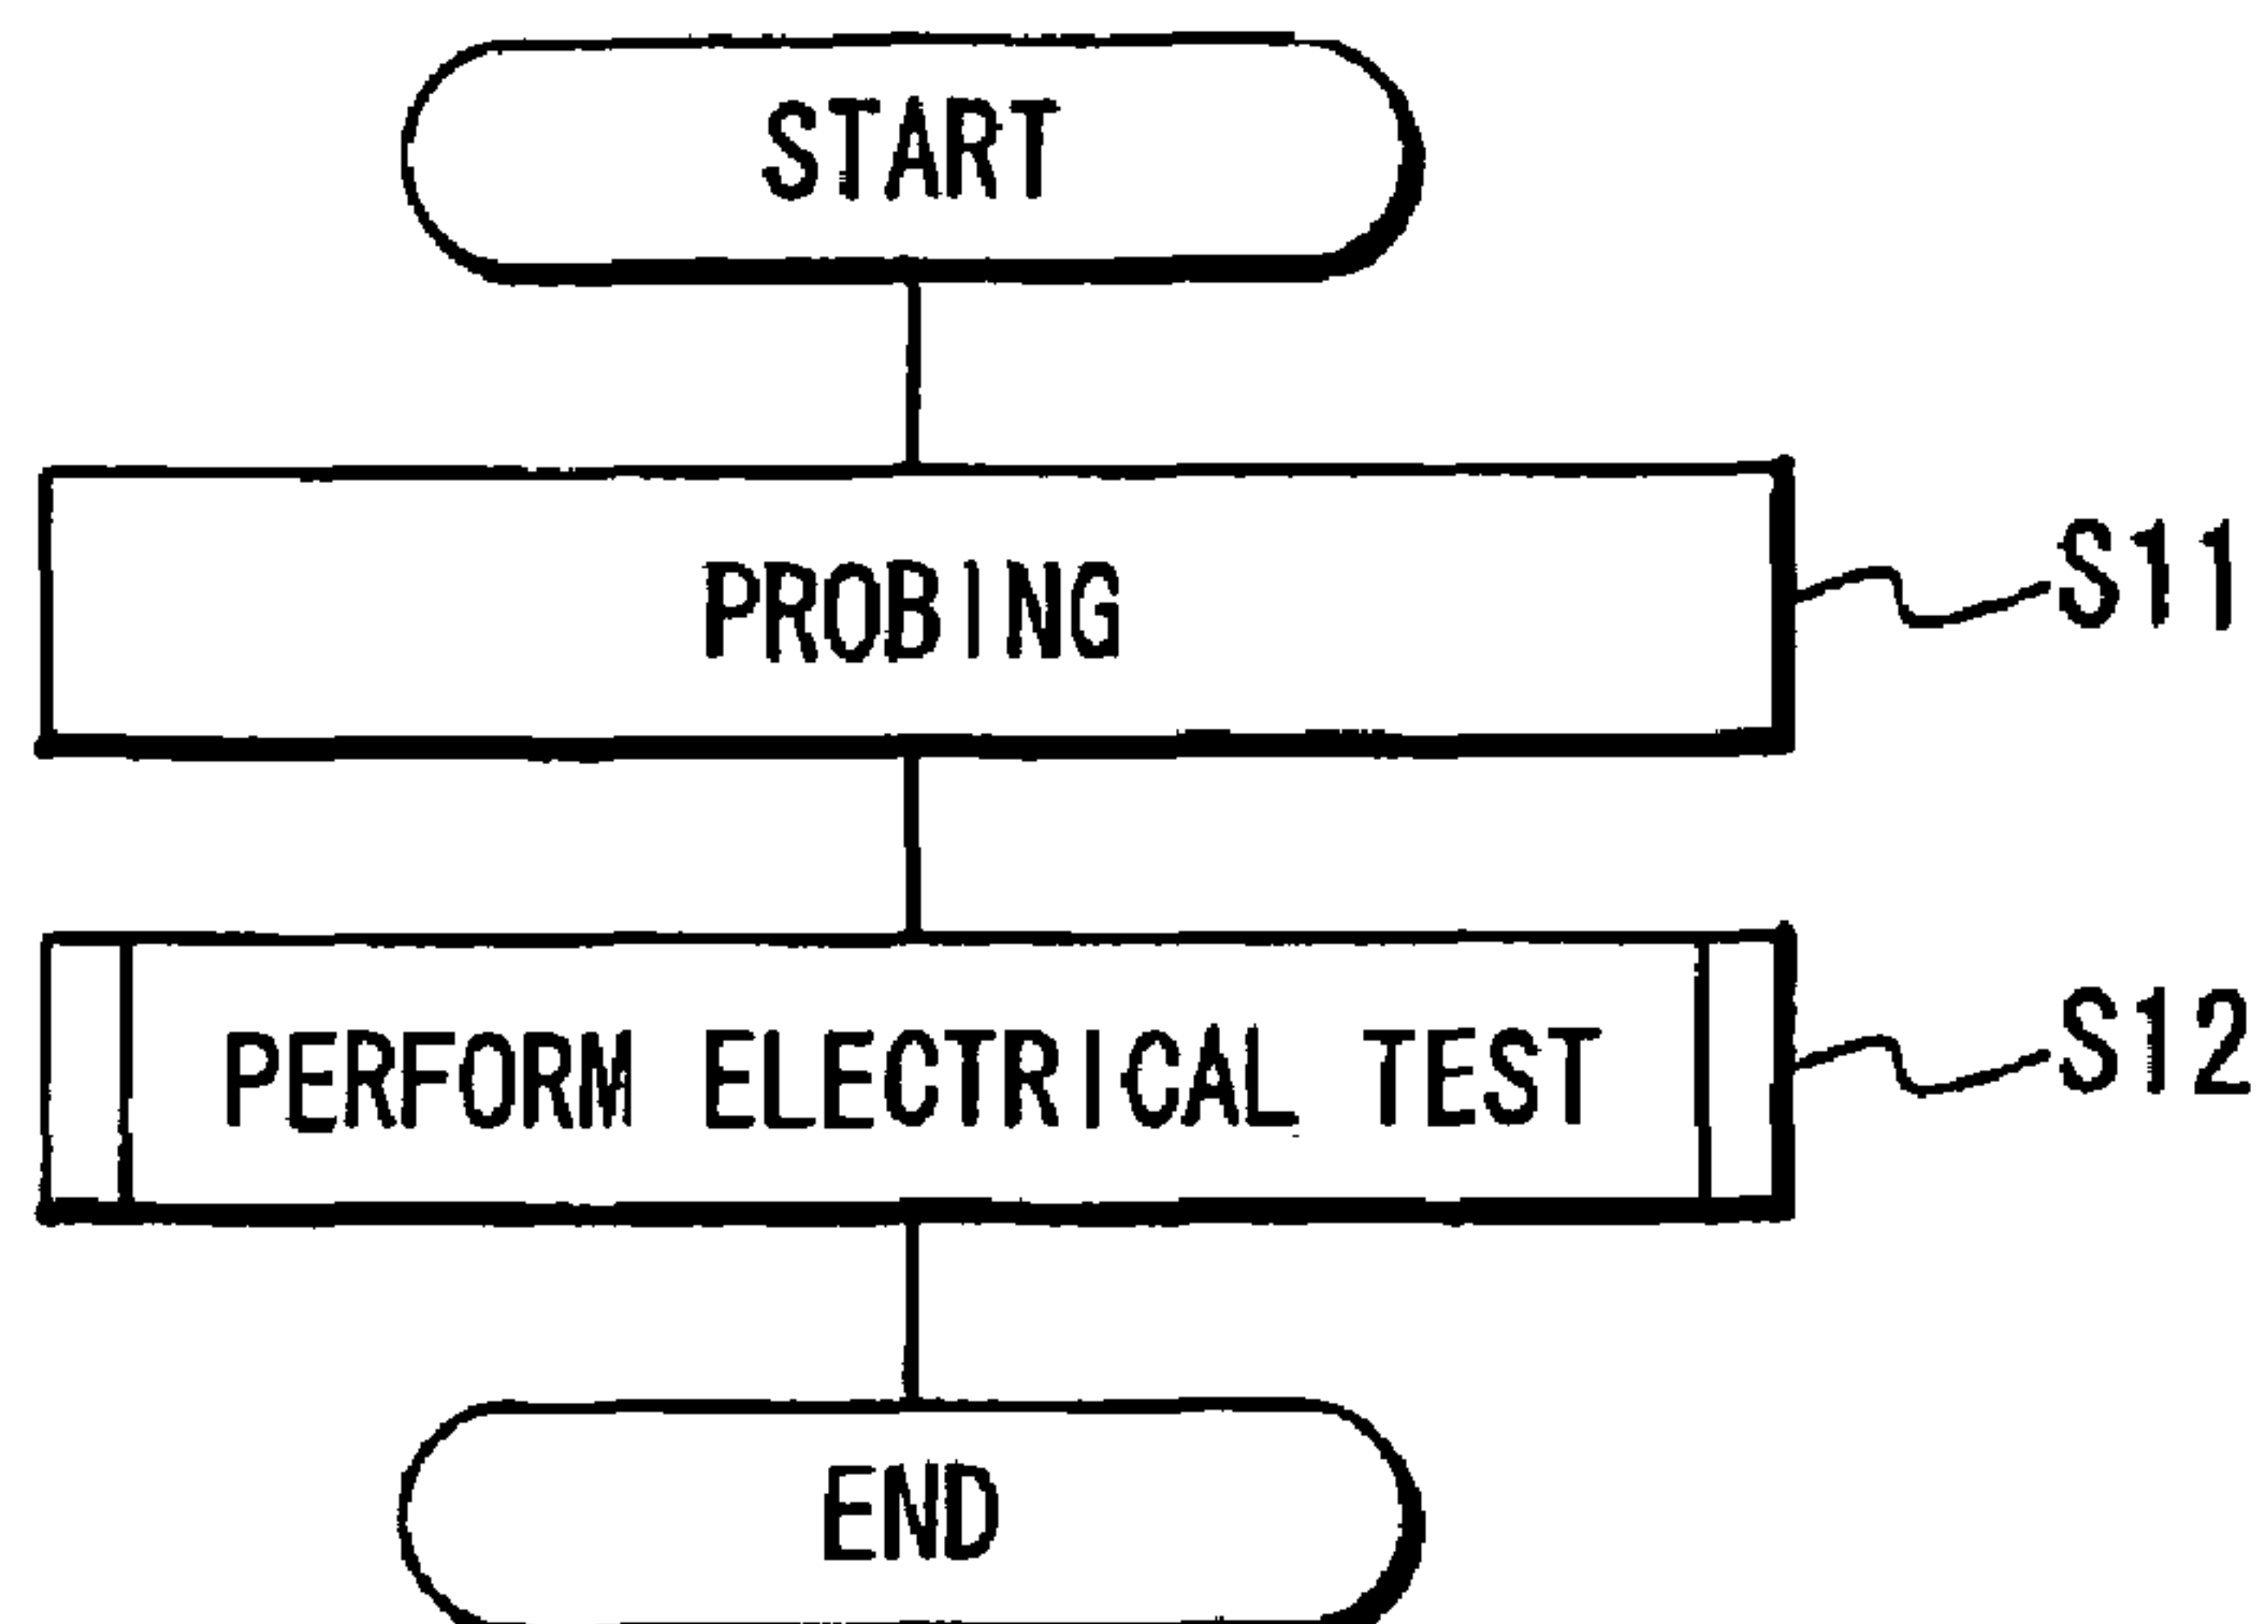 START
PROBING
S11
PERFORM ELECTRICAL TEST
S12
END